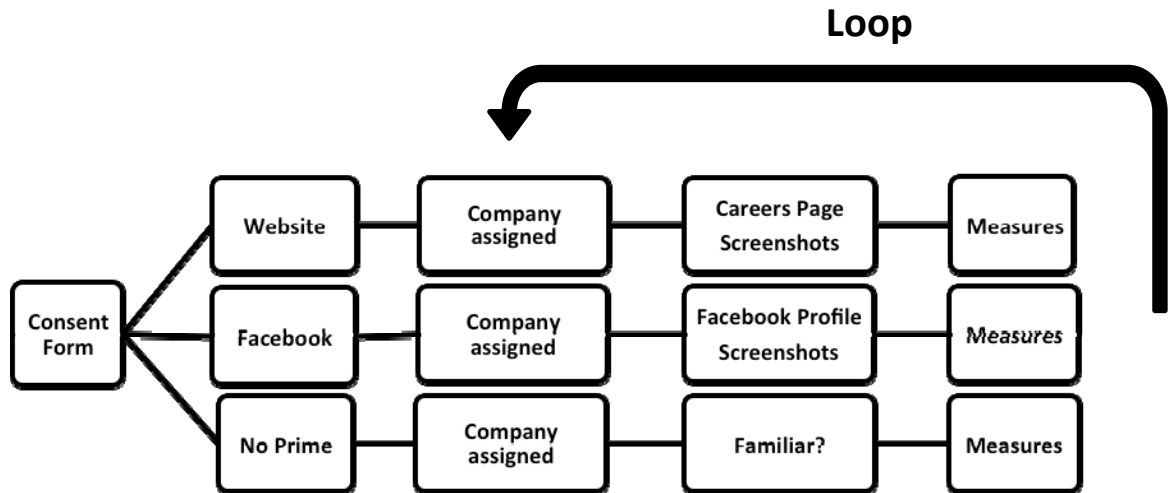 Loop
Website
Company
assigned
Careers Page
Screenshots
Measures
Consent
Form
Facebook
Company
assigned
Facebook Profile
Screenshots
Measures
No Prime
Company
assigned
Familiar?
Measures